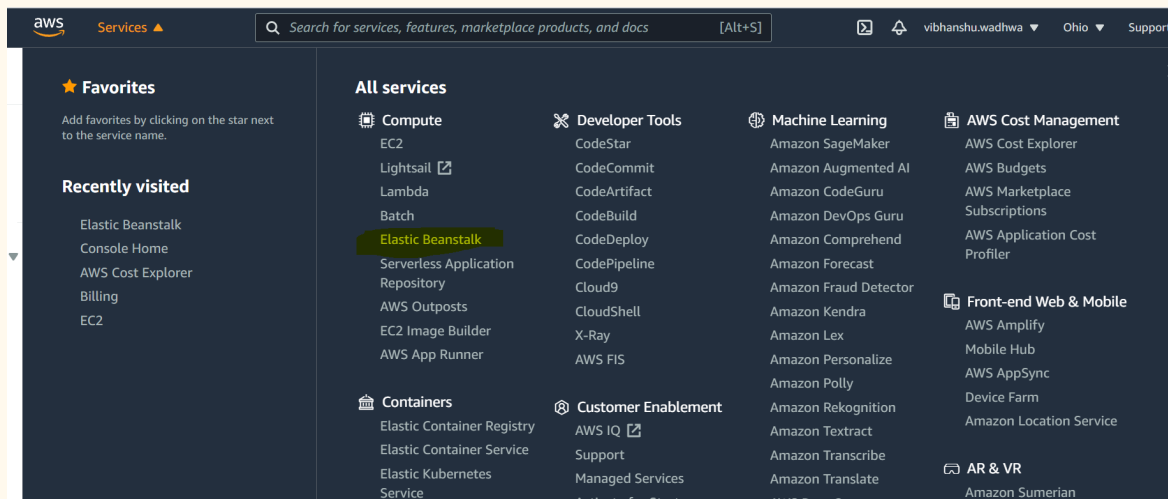 aws
Services ▲
Search for services, features, marketplace products, and docs
[Alt+S]
vibhanshu.wadhwa ▼
Ohio ▼
Support
Favorites
Add favorites by clicking on the star next
to the service name.
Recently visited
Elastic Beanstalk
Console Home
AWS Cost Explorer
Billing
EC2
All services
Compute
EC2
Lightsail
Lambda
Batch
Elastic Beanstalk
Serverless Application
Repository
AWS Outposts
EC2 Image Builder
AWS App Runner
Containers
Elastic Container Registry
Elastic Container Service
Elastic Kubernetes
Service
Developer Tools
CodeStar
CodeCommit
CodeArtifact
CodeBuild
CodeDeploy
CodePipeline
Cloud9
CloudShell
X-Ray
AWS FIS
Customer Enablement
AWS IQ
Support
Managed Services
Machine Learning
Amazon SageMaker
Amazon Augmented AI
Amazon CodeGuru
Amazon DevOps Guru
Amazon Comprehend
Amazon Forecast
Amazon Fraud Detector
Amazon Kendra
Amazon Lex
Amazon Personalize
Amazon Polly
Amazon Rekognition
Amazon Textract
Amazon Transcribe
Amazon Translate
AWS Cost Management
AWS Cost Explorer
AWS Budgets
AWS Marketplace
Subscriptions
AWS Application Cost
Profiler
Front-end Web & Mobile
AWS Amplify
Mobile Hub
AWS AppSync
Device Farm
Amazon Location Service
AR & VR
Amazon Sumerian